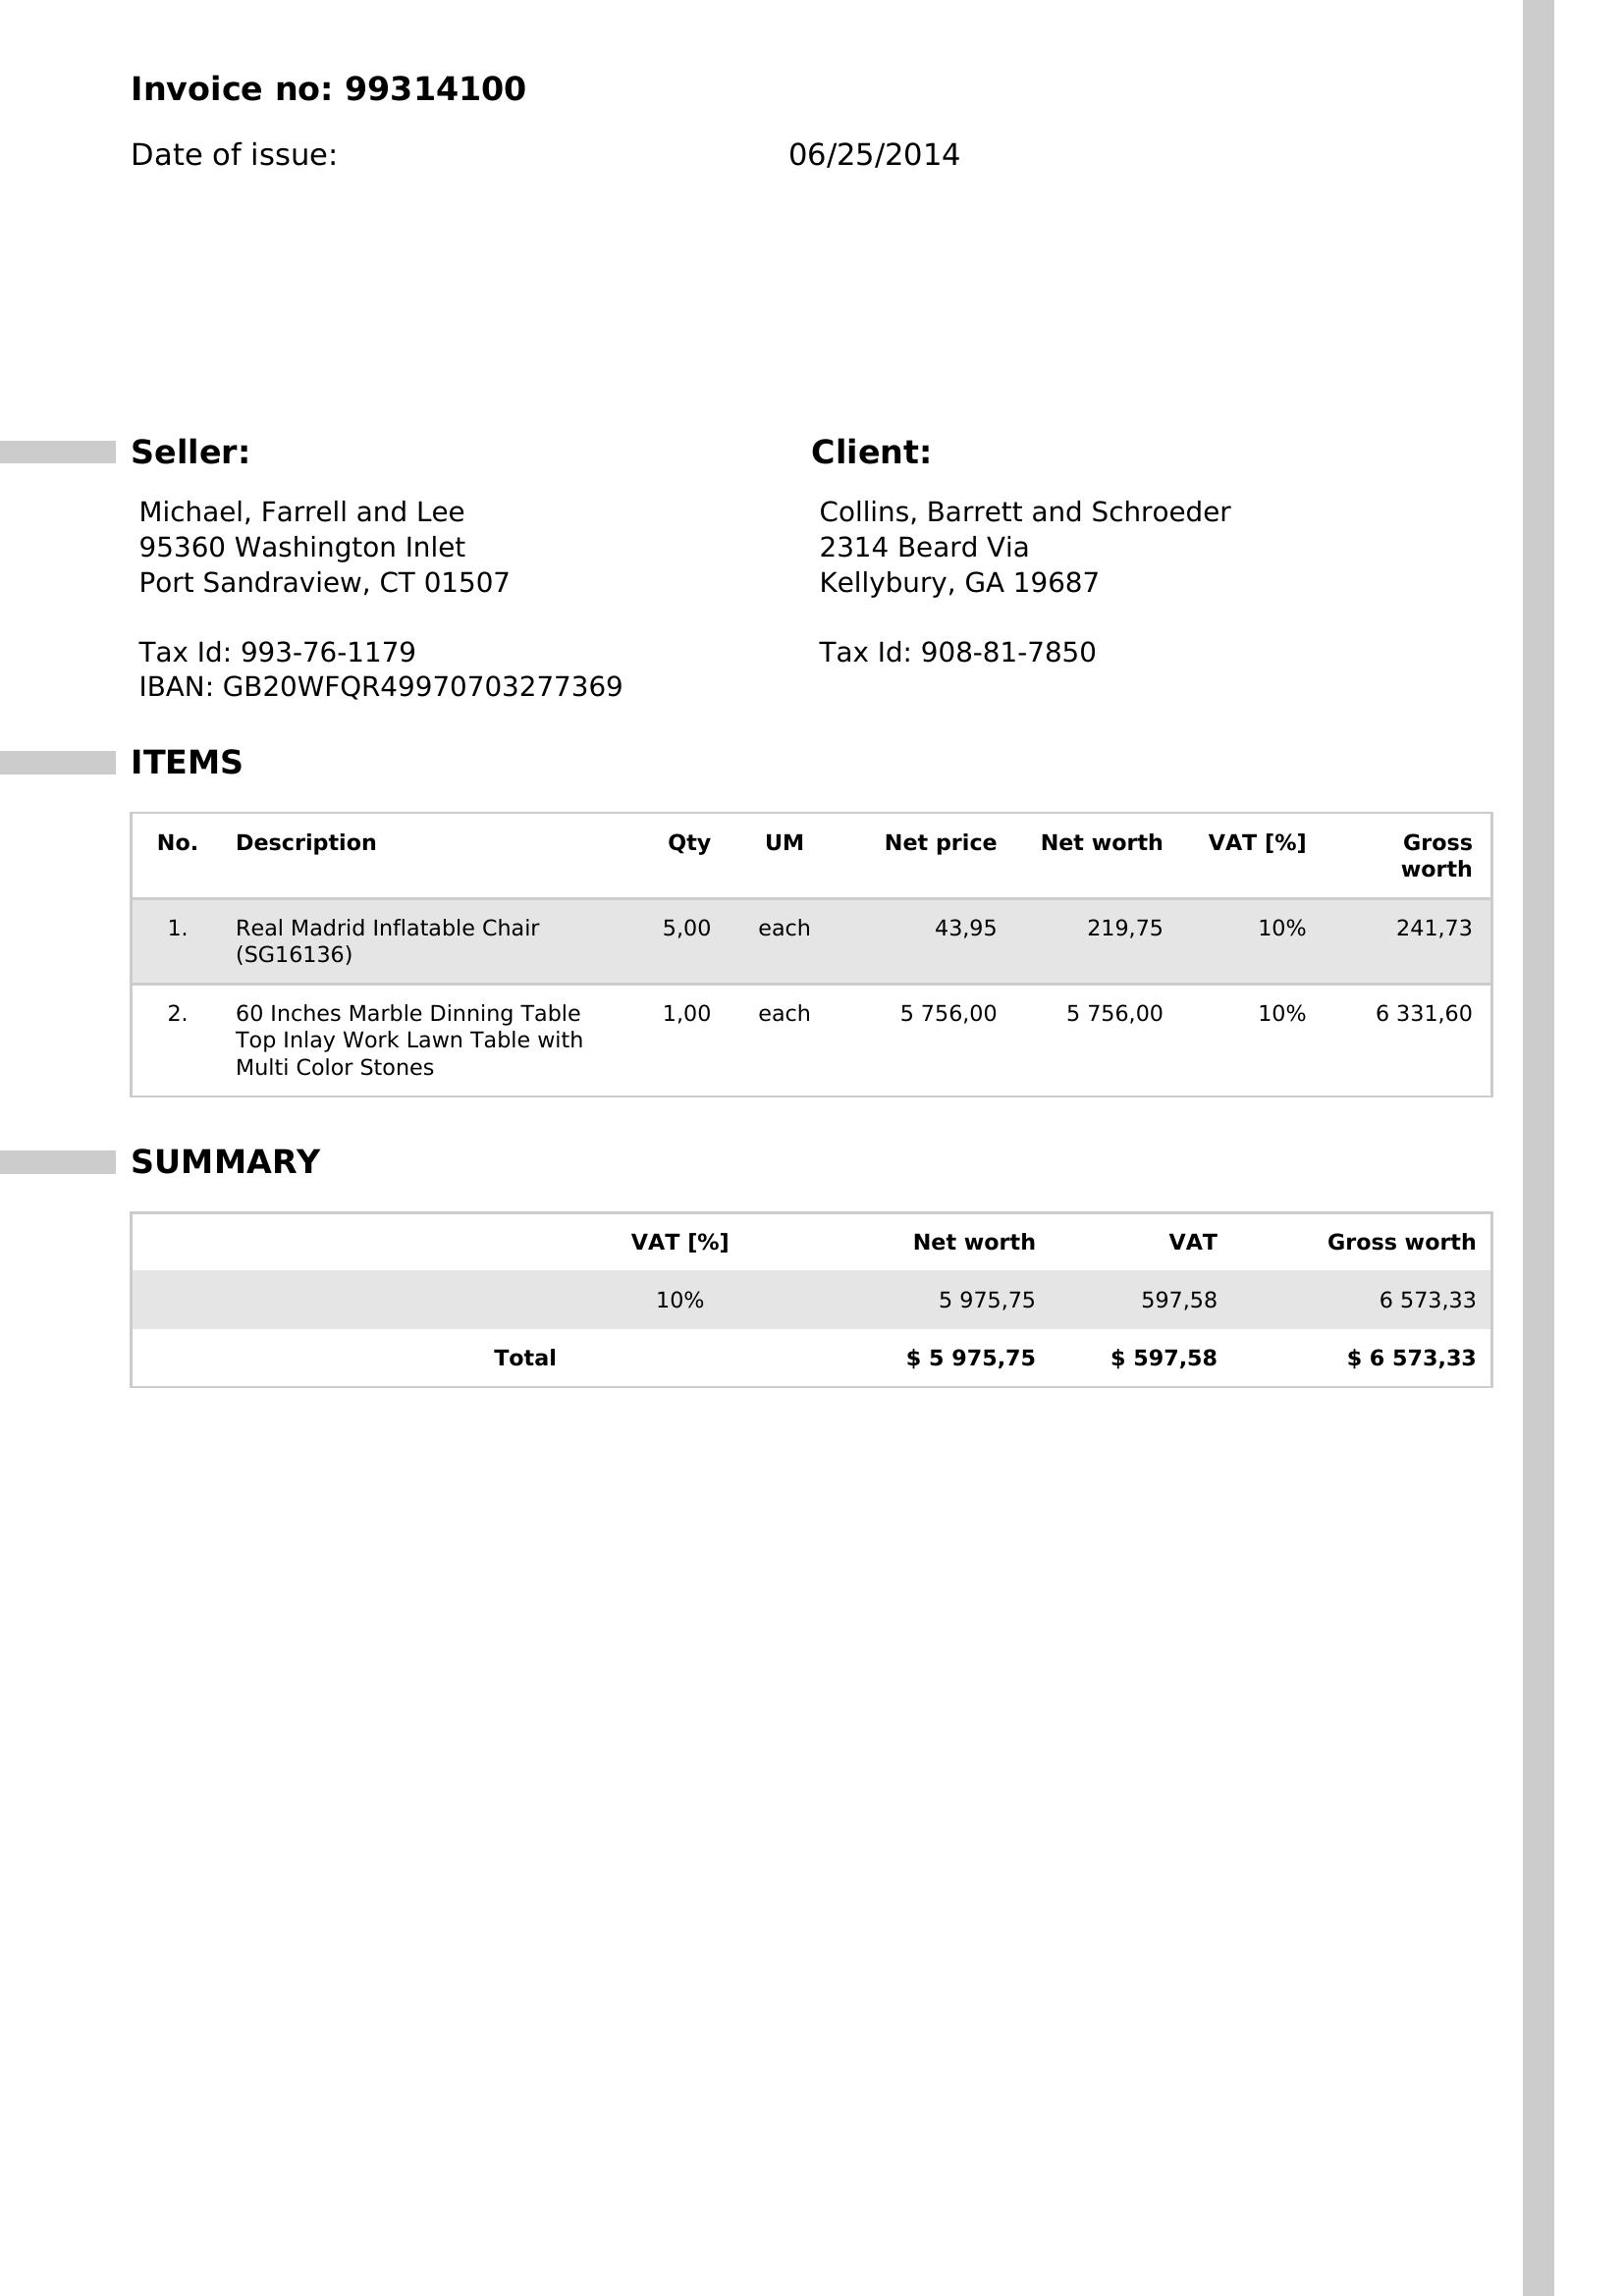 Invoice no: 99314100
Date of issue: 06/25/2014
Seller:
Michael, Farrell and Lee
95360 Washington Inlet
Port Sandraview, CT 01507
Tax Id: 993-76-1179
IBAN: GB20WFQR49970703277369
Client:
Collins, Barrett and Schroeder
2314 Beard Via
Kellybury, GA 19687
Tax Id: 908-81-7850
ITEMS
No. Description Qty UM Net price Net worth VAT [%] Gross
worth
1. Real Madrid Inflatable Chair 5,00 each 43,95 219,75 10% 241,73
(SG16136)
2. 60 Inches Marble Dinning Table 1,00 each 5 756,00 5 756,00 10% 6 331,60
Top Inlay Work Lawn Table with
Multi Color Stones
SUMMARY
VAT [%] Net worth VAT Gross worth
10% 5 975,75 597,58 6 573,33
Total $ 5 975,75 $ 597,58 $ 6 573,33